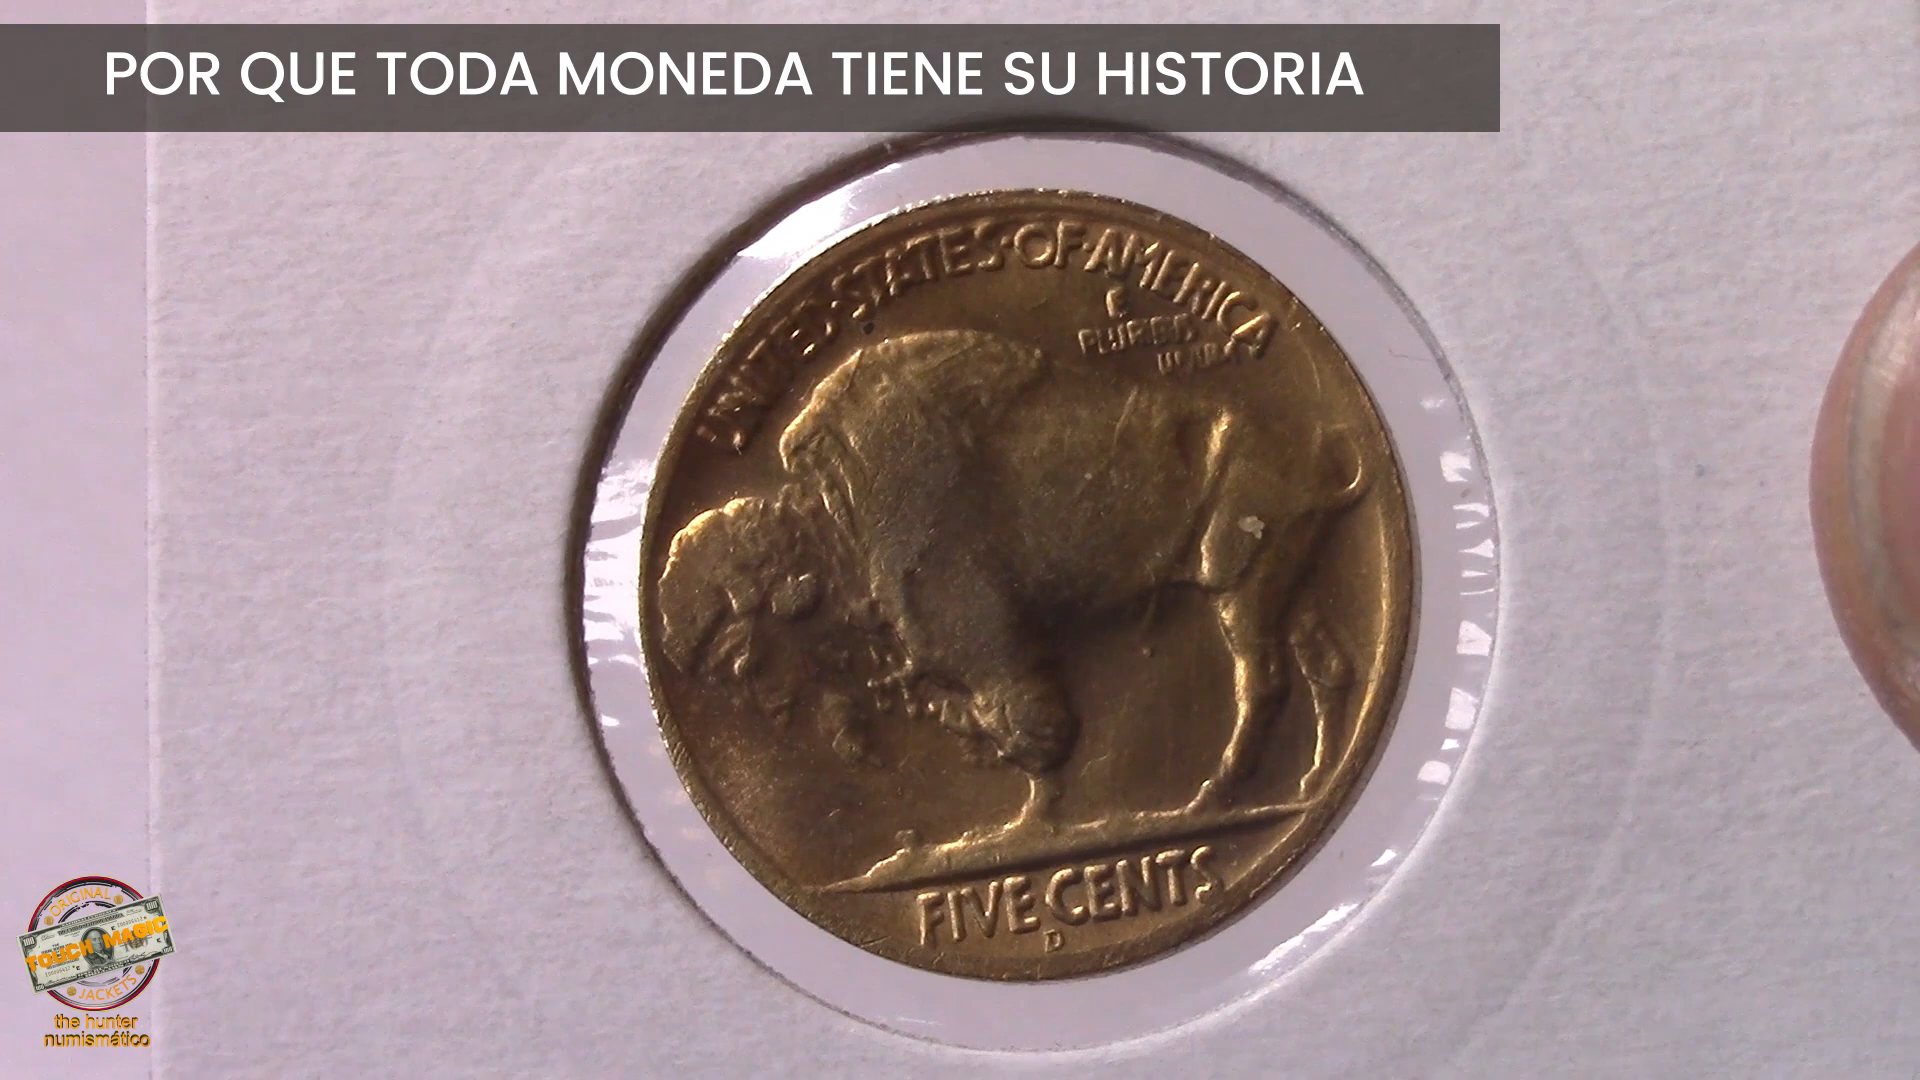 POR QUE TODA MONEDA TIENE SU HISTORIA
UNITED·STATES·OF·AMERICA
E
PLURIBUS
UNUM
FIVE CENTS
D
ORIGINAL
100
TOUCH MAGIC
JACKETS
the hunter
numismático